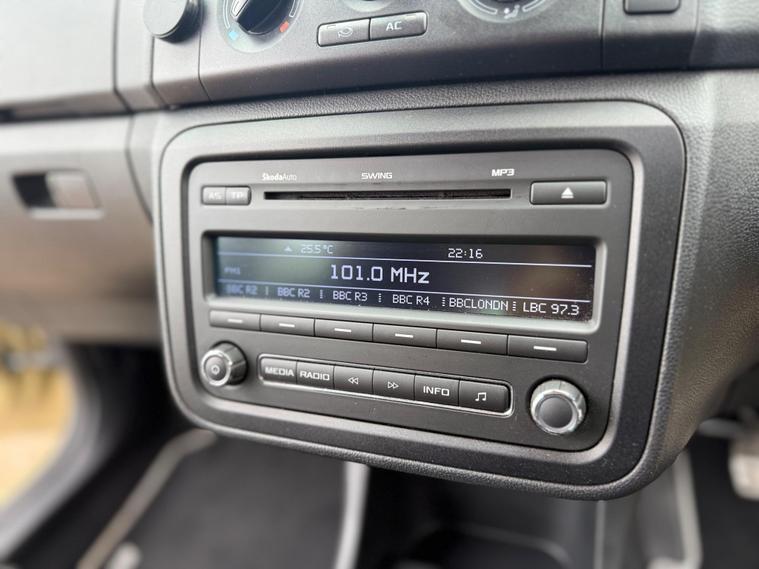 AC
ŠkodaAuto SWING MP3
AS TP
25.5°C 22:16
FM1
101.0 MHz
BBC R2 BBC R2 BBC R3 BBC R4 BBCLONDN LBC 97.3
MEDIA RADIO INFO